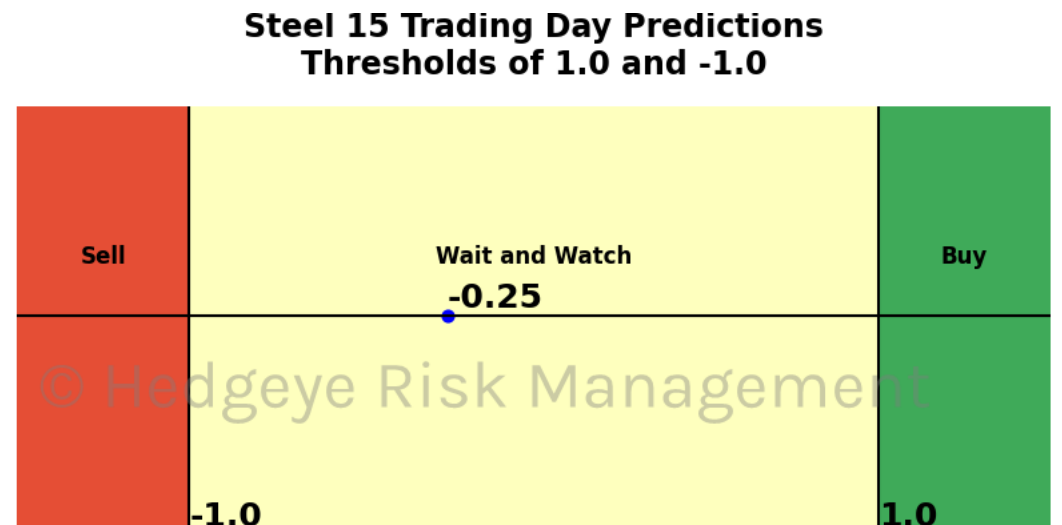 Steel 15 Trading Day Predictions
Thresholds of 1.0 and -1.0
Sell
Wait and Watch
Buy
-0.25
© Hedgeye Risk Management
-1.0
1.0